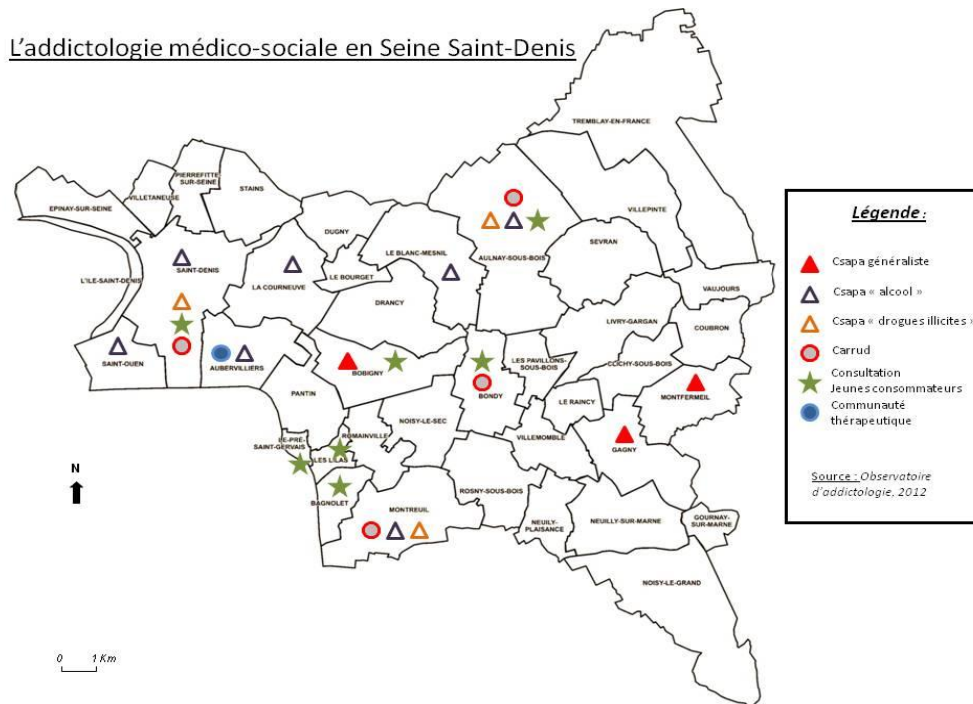 L'addictologie médico-sociale en Seine Saint-Denis
TREMBLAY-EN-FRANCE
PIERREFITTE
SUR-SEINE
VILLETANEUSE
STAINS
EPINAY-SUR-SEINE
VILLEPINTE
DUGNY
LE BLANC-MESNIL
SEVRAN
SAINT-DENIS
AULNAY-SOUS-BOIS
L'ILE-SAINT-DENIS
LE BOURGET
LA COURNEUVE
VAUJOURS
DRANCY
LIVRY-GARGAN
COUBRON
SAINT-OUEN
AUBERVILLIERS
LES PAVILLONS-
SOUS-BOIS
CLICHY-SOUS-BOIS
BOBIGNY
BONDY
MONTFERMEIL
PANTIN
LE RAINCY
NOISY-LE-SEC
ROMAINVILLE
VILLEMOMBLE
LE-PRÉ-
SAINT-GERVAIS
LES LILAS
GAGNY
BAGNOLET
ROSNY-SOUS-BOIS
MONTREUIL
NEUILLY-
PLAISANCE
NEUILLY-SUR-MARNE
GOURNAY-
SUR-MARNE
NOISY-LE-GRAND
N
0 1 Km
Légende :
Csapa généraliste
Csapa « alcool »
Csapa « drogues illicites »
Carrud
Consultation
Jeunes consommateurs
Communauté
thérapeutique
Source : Observatoire
d'addictologie, 2012